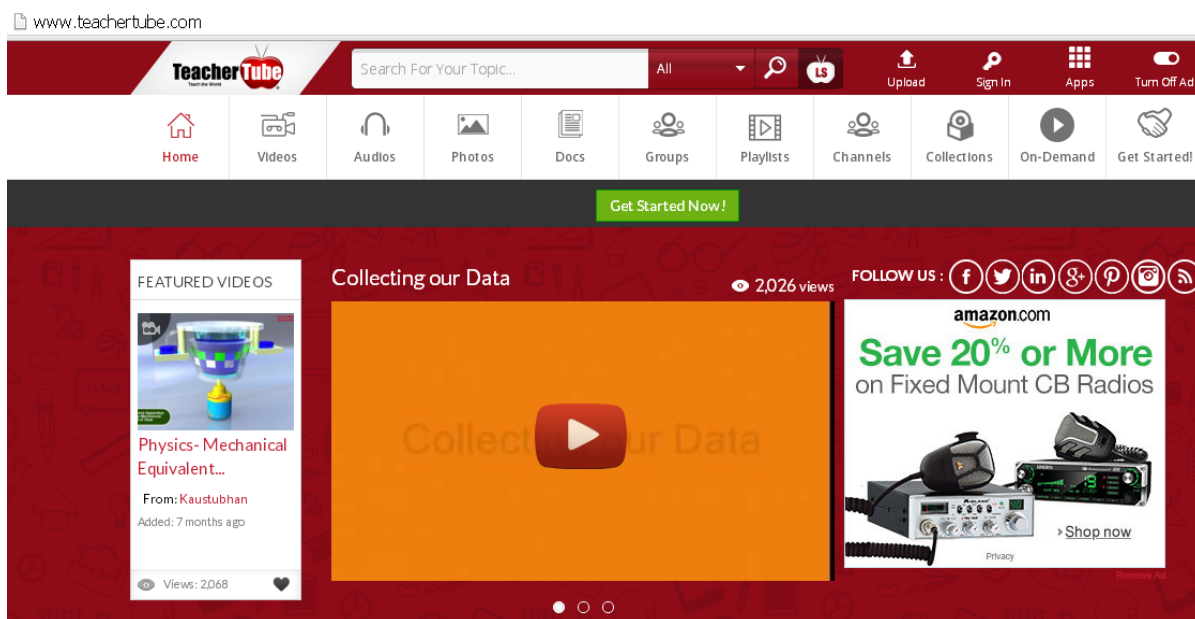 www.teachertube.com
TeacherTube
Teach the World
Search For Your Topic...
All
LS
Upload
Sign In
Apps
Turn Off Ad
Home
Videos
Audios
Photos
Docs
Groups
Playlists
Channels
Collections
On-Demand
Get Started!
Get Started Now!
FEATURED VIDEOS
Physics- Mechanical
Equivalent...
From: Kaustubhan
Added: 7 months ago
Views: 2,068
Collecting our Data
2,026 views
Collect ur Data
FOLLOW US :
amazon.com
Save 20% or More
on Fixed Mount CB Radios
›Shop now
Privacy
Remove Ad